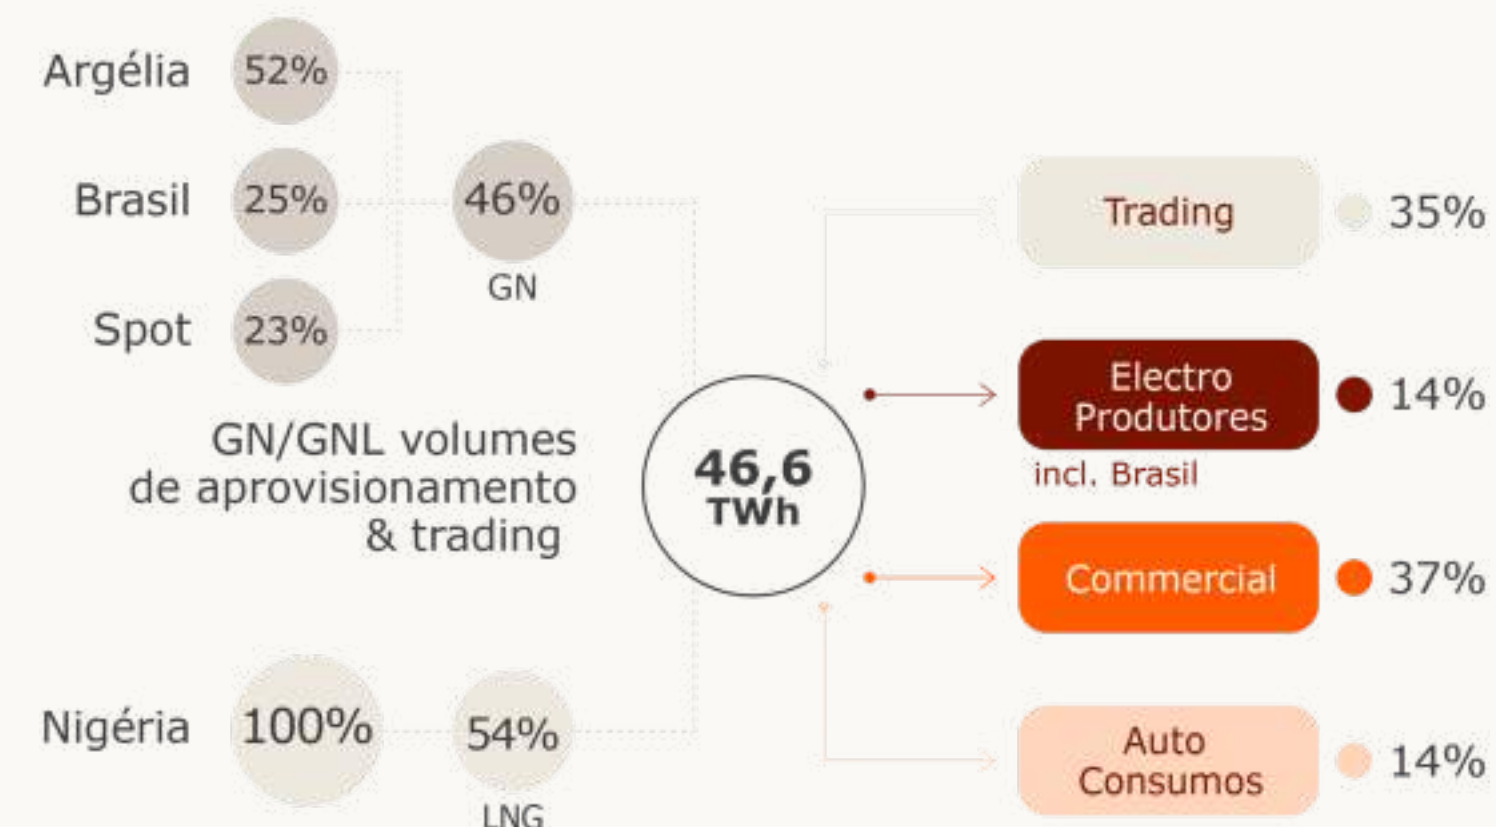 Argélia 52%
Brasil 25%
Spot 23%
46%
GN
GN/GNL volumes
de aprovisionamento
& trading
Nigéria 100%
54%
LNG
46,6
TWh
Trading 35%
Electro
Produtores 14%
incl. Brasil
Commercial 37%
Auto
Consumos 14%